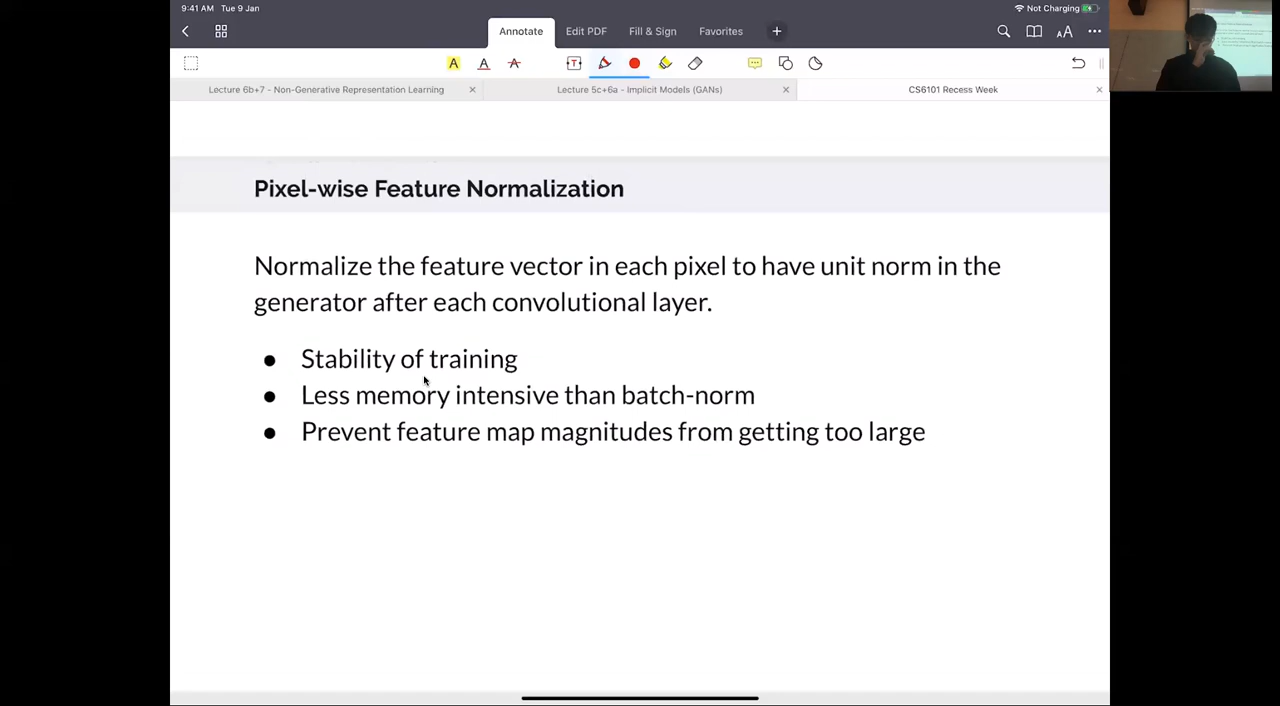 9:41 AM Tue 9 Jan
Not Charging
Annotate
Edit PDF
Fill & Sign
Favorites
AA
A
A
A
T
Lecture 6b+7 - Non-Generative Representation Learning
Lecture 5c+6a - Implicit Models (GANs)
CS6101 Recess Week
Pixel-wise Feature Normalization
Normalize the feature vector in each pixel to have unit norm in the
generator after each convolutional layer.
● Stability of training
● Less memory intensive than batch-norm
● Prevent feature map magnitudes from getting too large